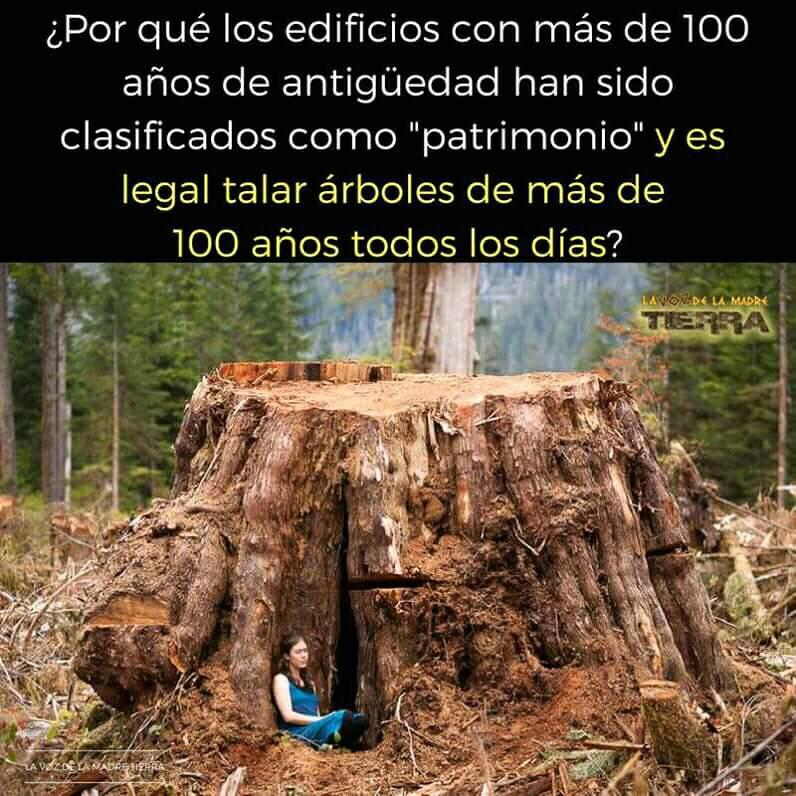 ¿Por qué los edificios con más de 100
años de antigüedad han sido
clasificados como "patrimonio" y es
legal talar árboles de más de
100 años todos los días?
LA VOZ DE LA MADRE
TIERRA
LA VOZ DE LA MADRE TIERRA